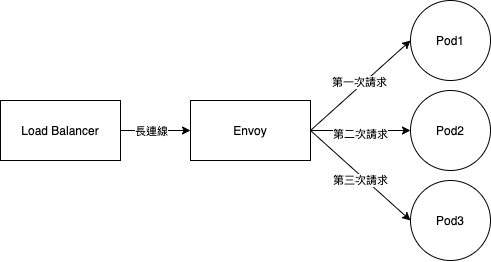 Pod1
第一次請求
Load Balancer
長連線
Envoy
第二次請求
Pod2
第三次請求
Pod3